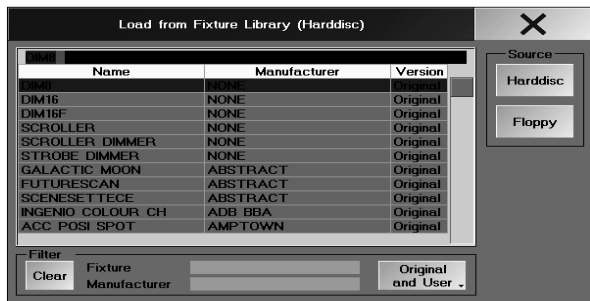 Load from Fixture Library (Harddisc)
Source
DIM8
Name Manufacturer Version
DIM8 NONE Original
DIM16 NONE Original
DIM16F NONE Original
SCROLLER NONE Original
SCROLLER DIMMER NONE Original
STROBE DIMMER NONE Original
GALACTIC MOON ABSTRACT Original
FUTURESCAN ABSTRACT Original
SCENESETTECE ABSTRACT Original
INGENIO COLOUR CH ADB BBA Original
ACC POSI SPOT AMPTOWN Original
Harddisc
Floppy
Filter
Clear
Fixture
Manufacturer
Original
and User